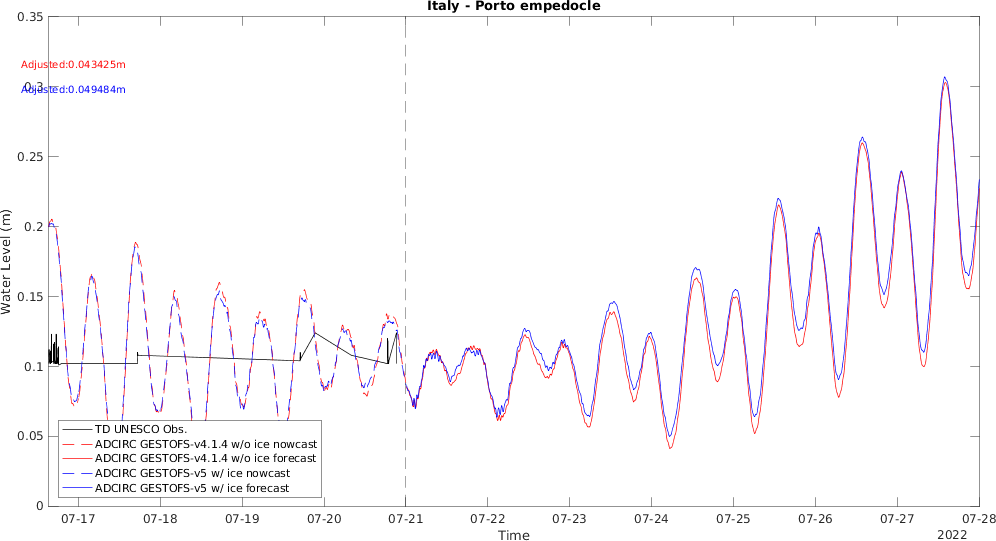 Italy - Porto empedocle
0.35
Adjusted:0.043425m
0.3
Adjusted:0.049484m
0.25
0.2
0.15
0.1
0.05
0
Water Level (m)
TD UNESCO Obs.
ADCIRC GESTOFS-v4.1.4 w/o ice nowcast
ADCIRC GESTOFS-v4.1.4 w/o ice forecast
ADCIRC GESTOFS-v5 w/ ice nowcast
ADCIRC GESTOFS-v5 w/ ice forecast
07-17 07-18 07-19 07-20 07-21 07-22 07-23 07-24 07-25 07-26 07-27 07-28
Time
2022